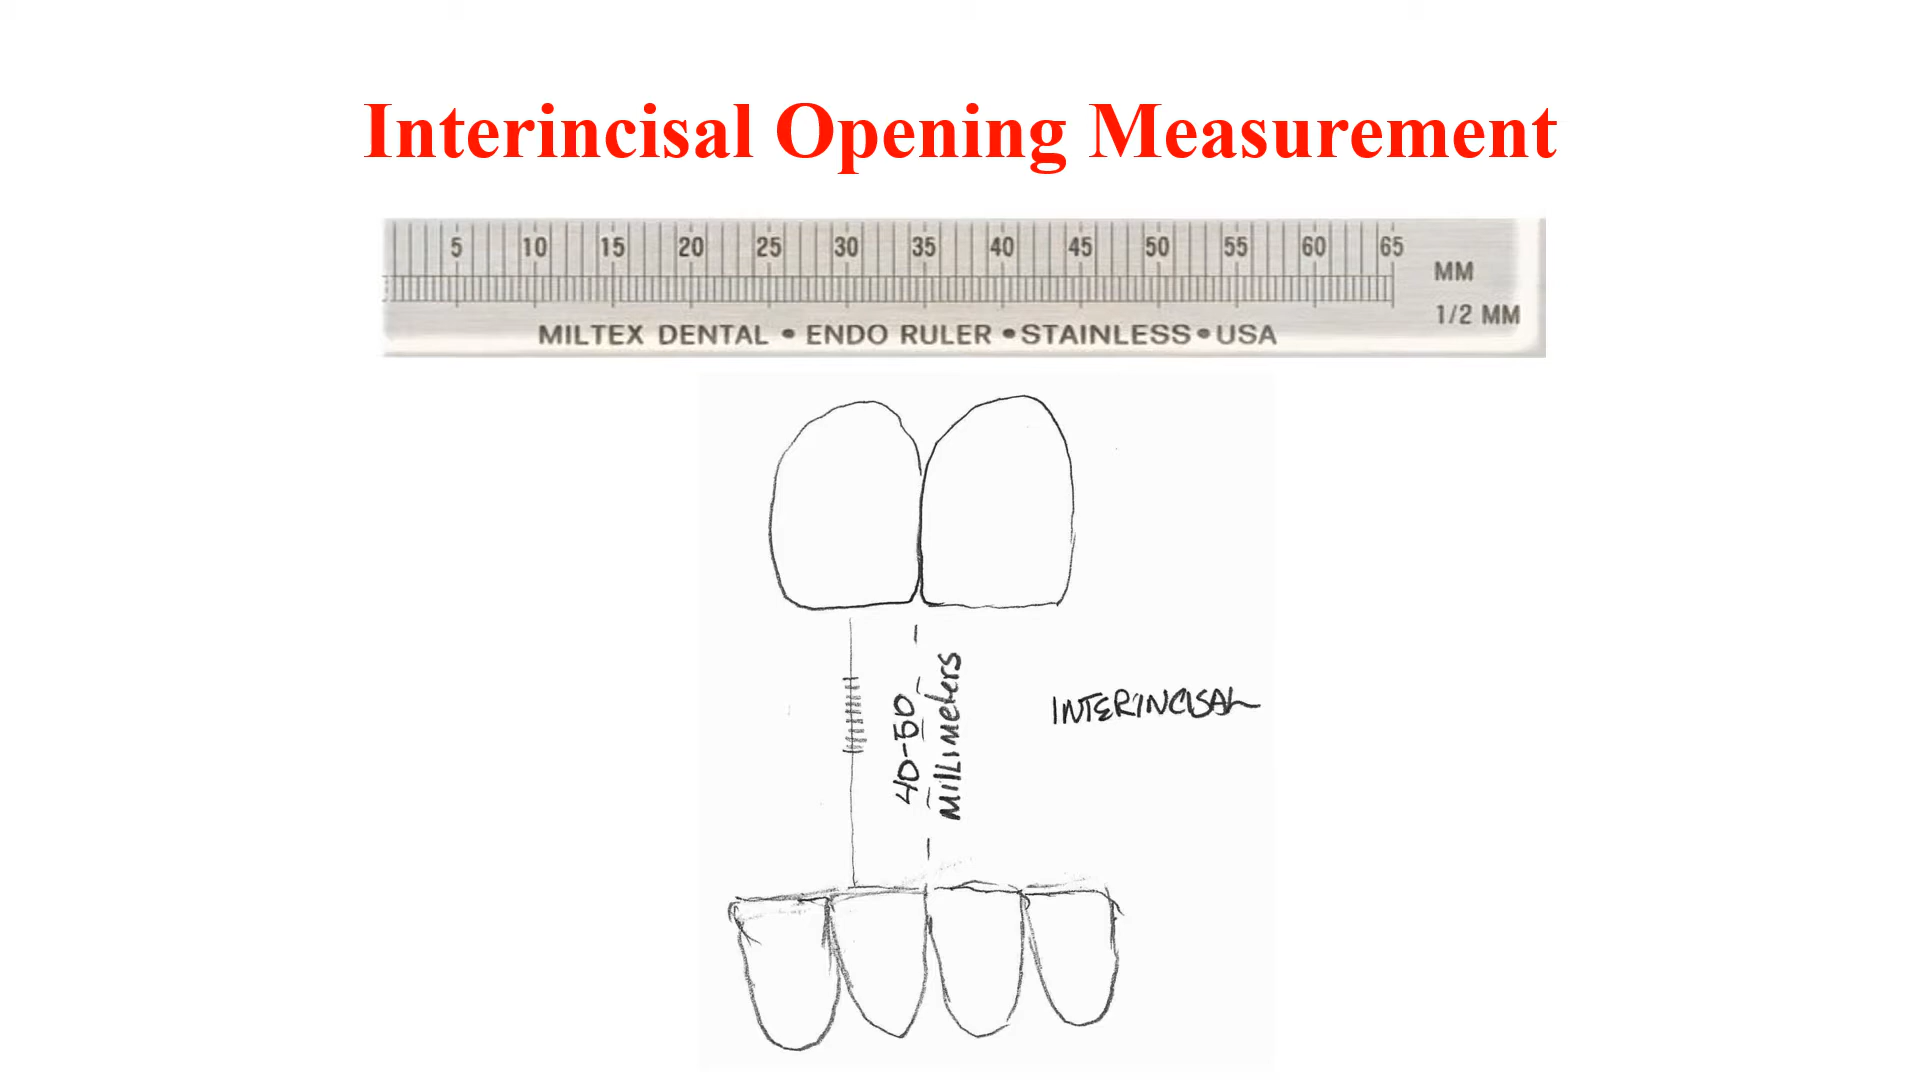 Interincisal Opening Measurement
5 10 15 20 25 30 35 40 45 50 55 60 65
MM
1/2 MM
MILTEX DENTAL • ENDO RULER • STAINLESS • USA
40-50
MilliMeters
INTERINCISAL